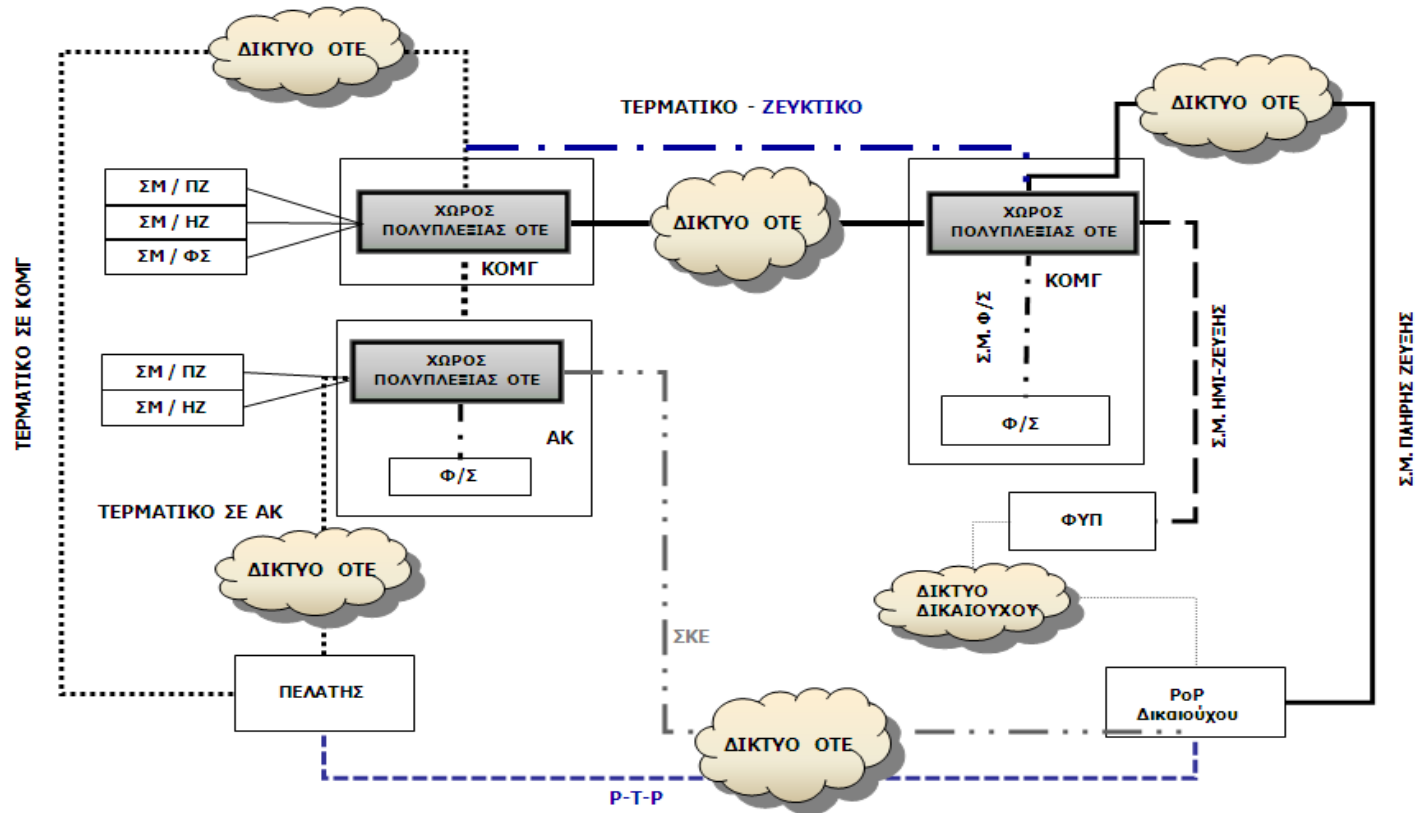 ΔΙΚΤΥΟ ΟΤΕ
ΔΙΚΤΥΟ ΟΤΕ
ΤΕΡΜΑΤΙΚΟ - ΖΕΥΚΤΙΚΟ
ΣΜ / ΠΖ
ΣΜ / ΗΖ
ΣΜ / ΦΣ
ΧΩΡΟΣ
ΠΟΛΥΠΛΕΞΙΑΣ ΟΤΕ
ΚΟΜΓ
ΔΙΚΤΥΟ ΟΤΕ
ΧΩΡΟΣ
ΠΟΛΥΠΛΕΞΙΑΣ ΟΤΕ
ΚΟΜΓ
Σ.Μ. Φ/Σ
Φ/Σ
Σ.Μ. ΗΜΙ-ΖΕΥΞΗΣ
Σ.Μ. ΠΛΗΡΗΣ ΖΕΥΞΗΣ
ΤΕΡΜΑΤΙΚΟ ΣΕ ΚΟΜΓ
ΣΜ / ΠΖ
ΣΜ / ΗΖ
ΧΩΡΟΣ
ΠΟΛΥΠΛΕΞΙΑΣ ΟΤΕ
ΑΚ
Φ/Σ
ΤΕΡΜΑΤΙΚΟ ΣΕ ΑΚ
ΔΙΚΤΥΟ ΟΤΕ
ΦΥΠ
ΔΙΚΤΥΟ
ΔΙΚΑΙΟΥΧΟΥ
ΣΚΕ
ΠΕΛΑΤΗΣ
PoP
Δικαιούχου
ΔΙΚΤΥΟ ΟΤΕ
P-T-P